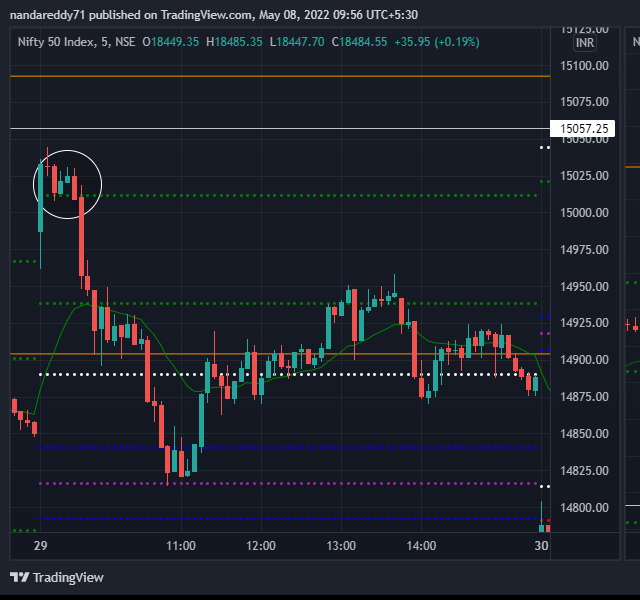 nandareddy71 published on TradingView.com, May 08, 2022 09:56 UTC+5:30
Nifty 50 Index, 5, NSE O18449.35 H18485.35 L18447.70 C18484.55 +35.95 (+0.19%)
15125.00
INR
N
15100.00
15075.00
15057.25
15050.00
15025.00
15000.00
14975.00
14950.00
14925.00
14900.00
14875.00
14850.00
14825.00
14800.00
29 11:00 12:00 13:00 14:00 30
TradingView